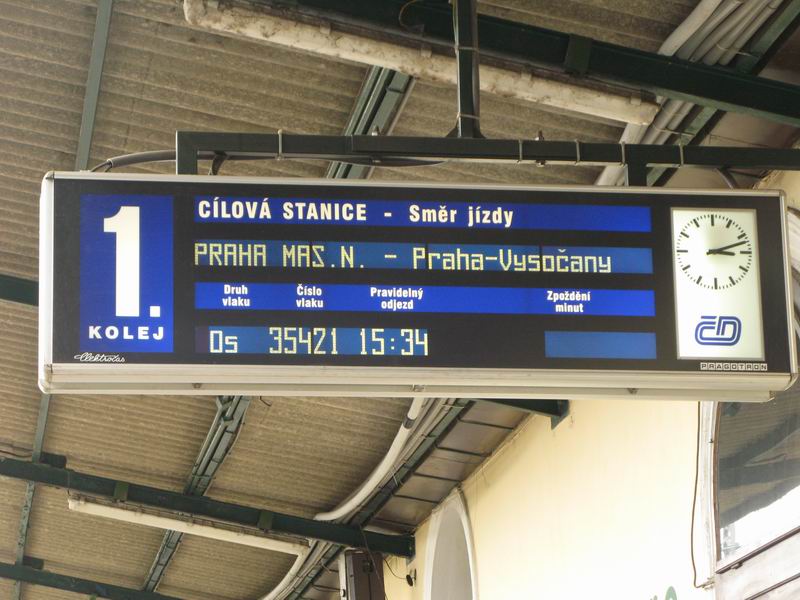 1.
KOLEJ
CÍLOVÁ STANICE - Směr jízdy
PRAHA MAS.N. - Praha-Vysočany
Druh vlaku
Číslo vlaku
Pravidelný odjezd
Zpoždění minut
Os 35421 15:34
Elektročas
ČD
PRAGOTRON